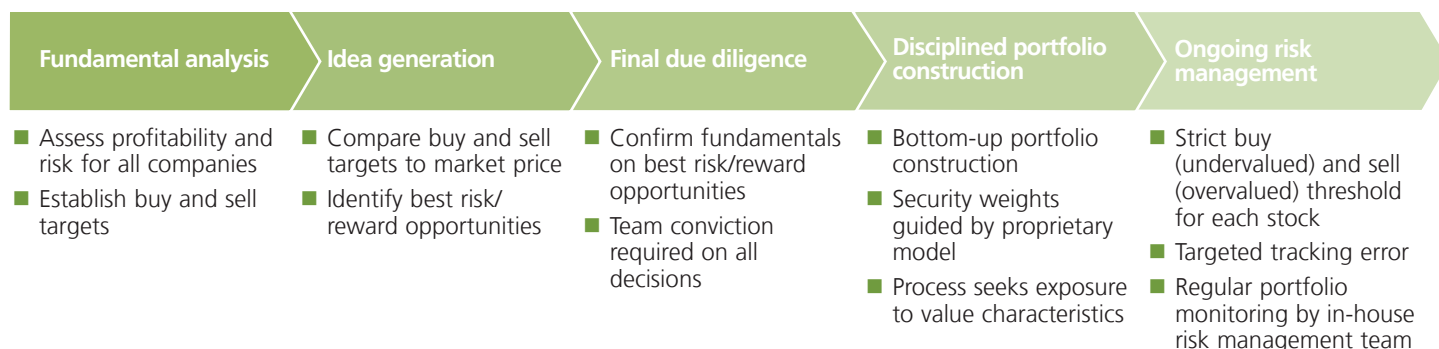 Fundamental analysis
Idea generation
Final due diligence
Disciplined portfolio
construction
Ongoing risk
management
■ Assess profitability and
risk for all companies
■ Establish buy and sell
targets
■ Compare buy and sell
targets to market price
■ Identify best risk/
reward opportunities
■ Confirm fundamentals
on best risk/reward
opportunities
■ Team conviction
required on all
decisions
■ Bottom-up portfolio
construction
■ Security weights
guided by proprietary
model
■ Process seeks exposure
to value characteristics
■ Strict buy
(undervalued) and sell
(overvalued) threshold
for each stock
■ Targeted tracking error
■ Regular portfolio
monitoring by in-house
risk management team